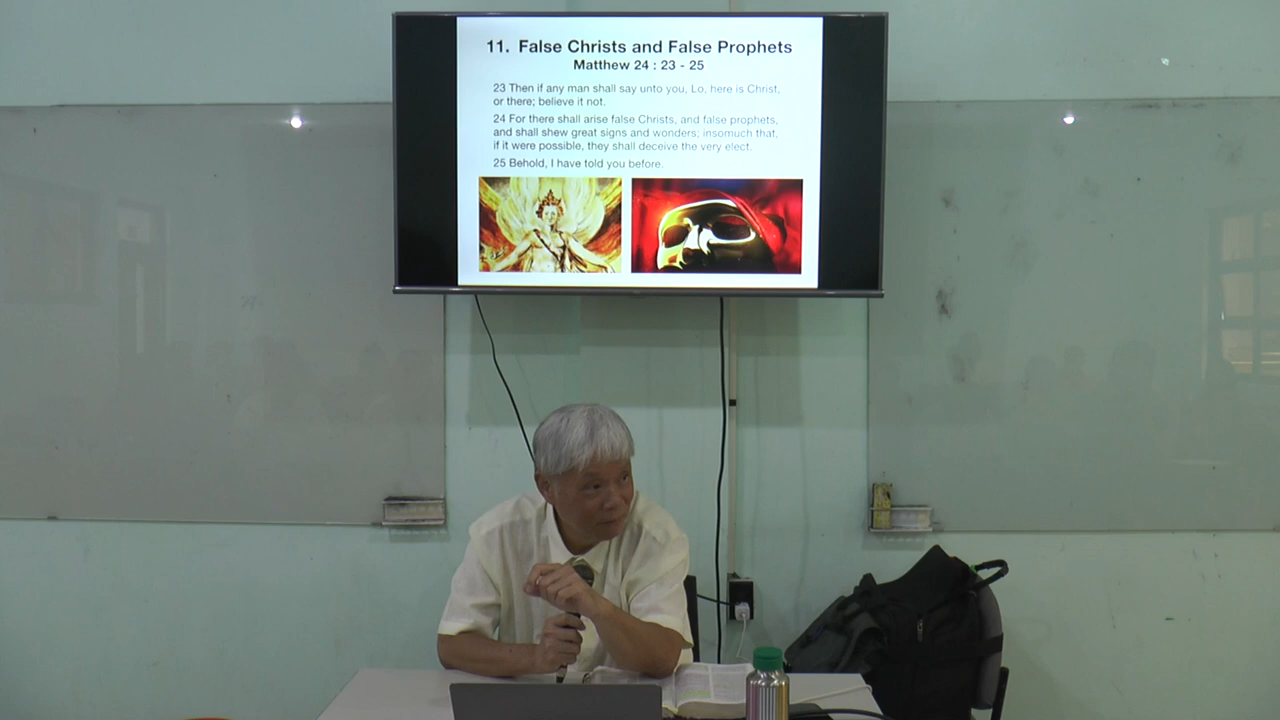 11. False Christs and False Prophets
Matthew 24 : 23 - 25
23 Then if any man shall say unto you, Lo, here is Christ,
or there; believe it not.
24 For there shall arise false Christs, and false prophets,
and shall shew great signs and wonders; insomuch that,
if it were possible, they shall deceive the very elect.
25 Behold, I have told you before.